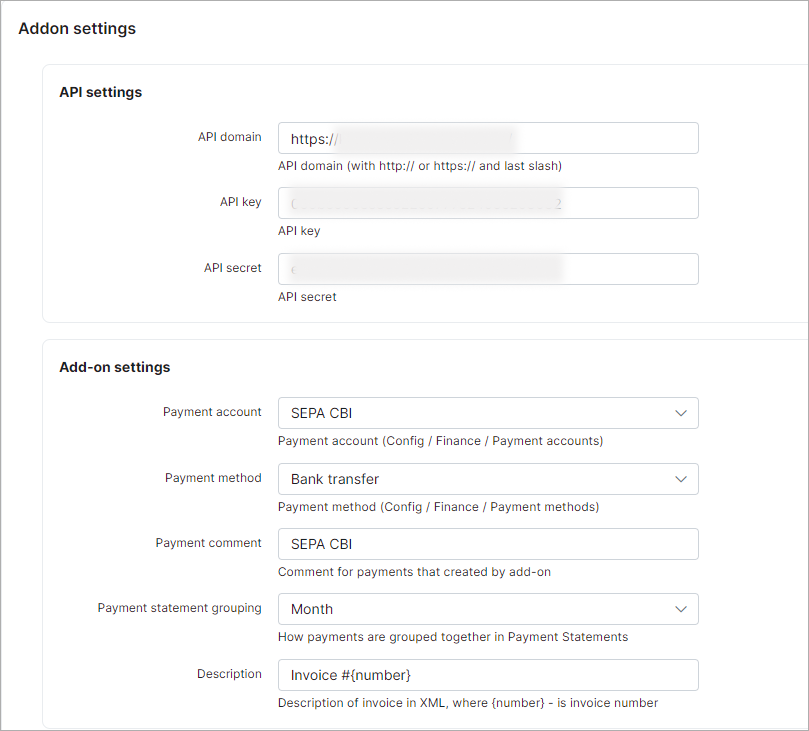 Addon settings
API settings
API domain
https://
API domain (with http:// or https:// and last slash)
API key
API key
API secret
API secret
Add-on settings
Payment account
SEPA CBI
Payment account (Config / Finance / Payment accounts)
Payment method
Bank transfer
Payment method (Config / Finance / Payment methods)
Payment comment
SEPA CBI
Comment for payments that created by add-on
Payment statement grouping
Month
How payments are grouped together in Payment Statements
Description
Invoice #{number}
Description of invoice in XML, where {number} - is invoice number